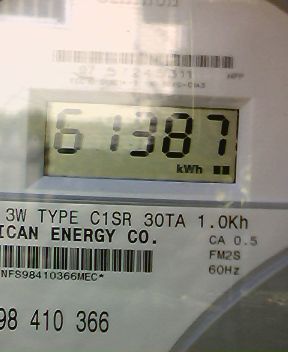 61387
kWh
3W TYPE C1SR 30TA 1.0Kh
ICAN ENERGY CO.
CA 0.5
FM2S
60Hz
NFS98410366MEC*
98 410 366